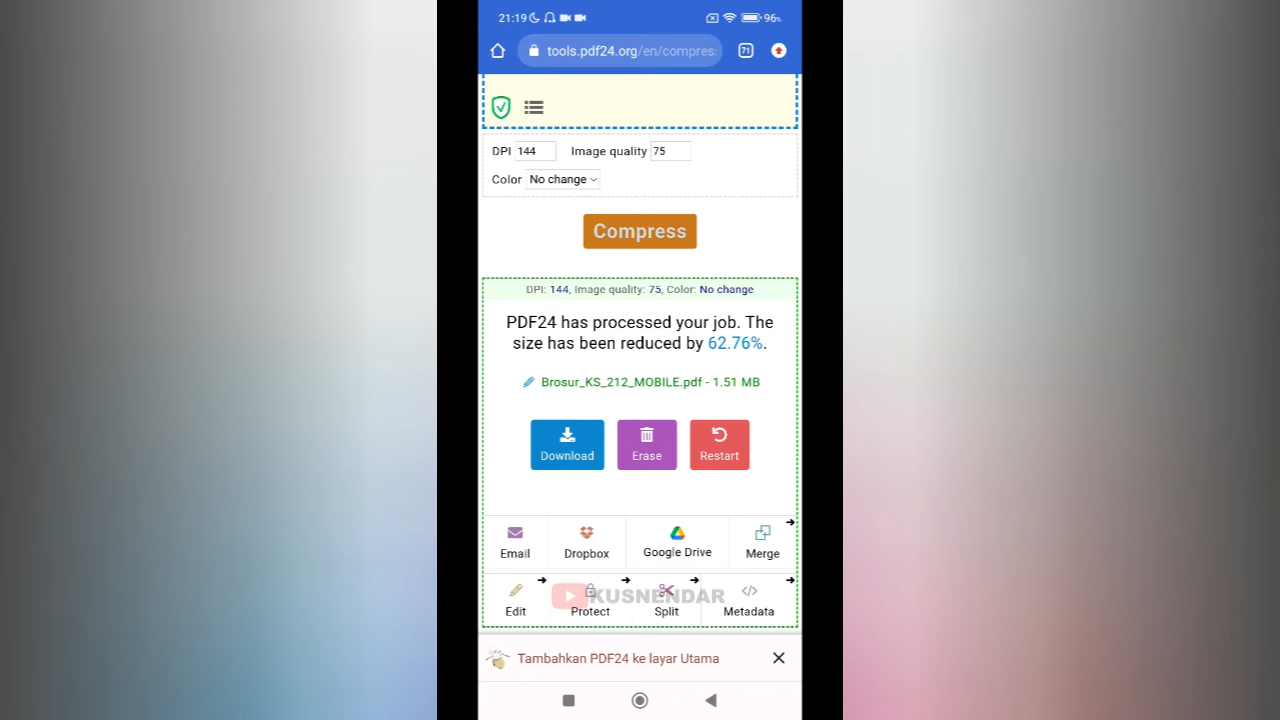 21:19 96%
tools.pdf24.org/en/compres 71
DPI 144 Image quality 75
Color No change
Compress
DPI: 144, Image quality: 75, Color: No change
PDF24 has processed your job. The
size has been reduced by 62.76%.
Brosur_KS_212_MOBILE.pdf - 1.51 MB
Download Erase Restart
Email Dropbox Google Drive Merge
KUSNENDAR
Edit Protect Split Metadata
Tambahkan PDF24 ke layar Utama